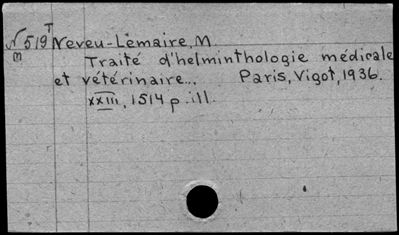 N 519 T Neveu-Lemaire, M
m Traité d'helminthologie médicale
et vétérinaire... Paris, Vigot, 1936.
xxiii, 1514 p. ill.